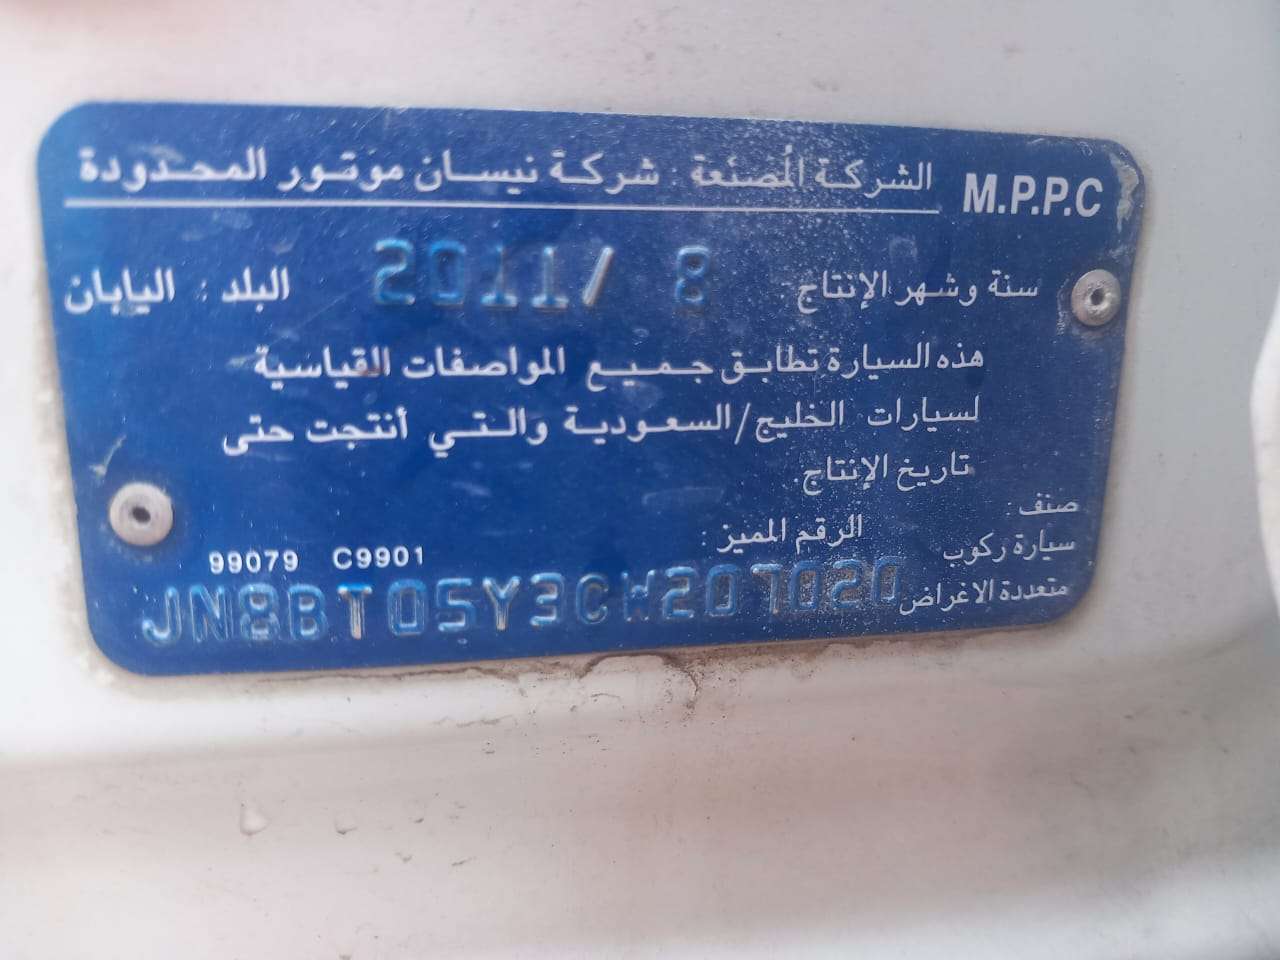 M.P.P.C الشركة المُصنعة : شركة نيسان موتور المحدودة
سنة وشهر الإنتاج : 2011/ 8 البلد : اليابان
هذه السيارة تطابق جميع المواصفات القياسية
لسيارات الخليج/السعودية والتي أنتجت حتى
تاريخ الإنتاج.
صنف :
سيارة ركوب
متعددة الاغراض
الرقم المميز :
99079 C9901
JN8BT05Y3CW207020